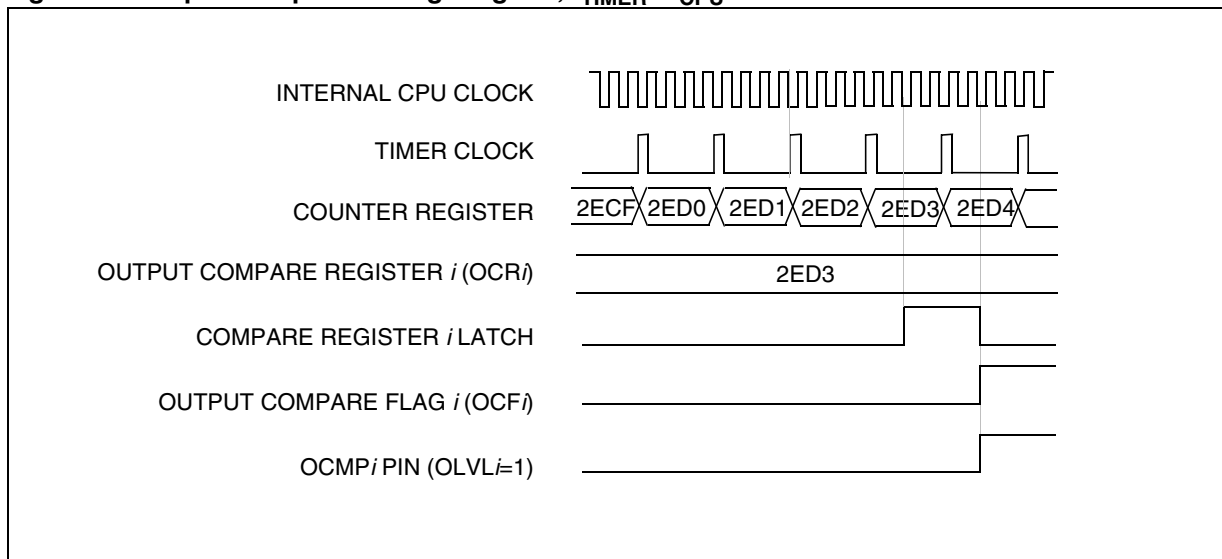 INTERNAL CPU CLOCK
TIMER CLOCK
COUNTER REGISTER
2ECF 2ED0 2ED1 2ED2 2ED3 2ED4
OUTPUT COMPARE REGISTER i (OCRi)
2ED3
COMPARE REGISTER i LATCH
OUTPUT COMPARE FLAG i (OCFi)
OCMPi PIN (OLVLi=1)